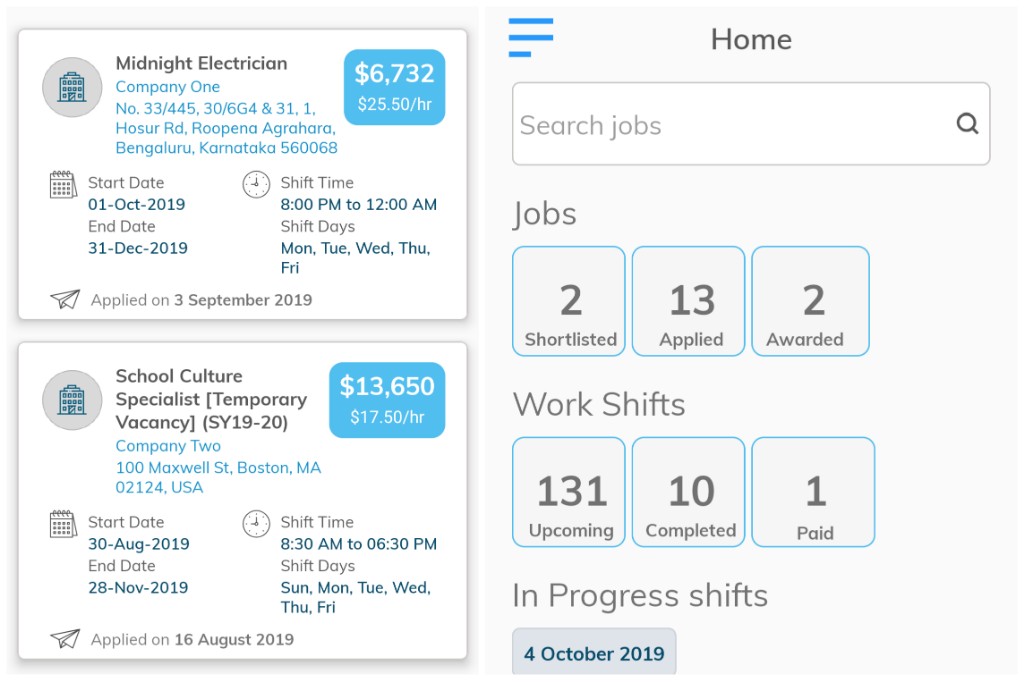 Midnight Electrician
Company One
No. 33/445, 30/6G4 & 31, 1,
Hosur Rd, Roopena Agrahara,
Bengaluru, Karnataka 560068
$6,732
$25.50/hr
Start Date
01-Oct-2019
End Date
31-Dec-2019
Shift Time
8:00 PM to 12:00 AM
Shift Days
Mon, Tue, Wed, Thu,
Fri
Applied on 3 September 2019
School Culture
Specialist [Temporary
Vacancy] (SY19-20)
Company Two
100 Maxwell St, Boston, MA
02124, USA
$13,650
$17.50/hr
Start Date
30-Aug-2019
End Date
28-Nov-2019
Shift Time
8:30 AM to 06:30 PM
Shift Days
Sun, Mon, Tue, Wed,
Thu, Fri
Applied on 16 August 2019
Home
Search jobs
Jobs
2
Shortlisted
13
Applied
2
Awarded
Work Shifts
131
Upcoming
10
Completed
1
Paid
In Progress shifts
4 October 2019